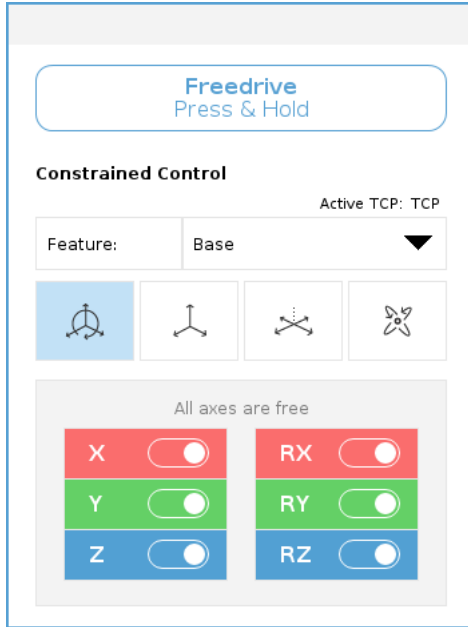 Freedrive
Press & Hold
Constrained Control
Active TCP: TCP
Feature: Base
All axes are free
X RX
Y RY
Z RZ